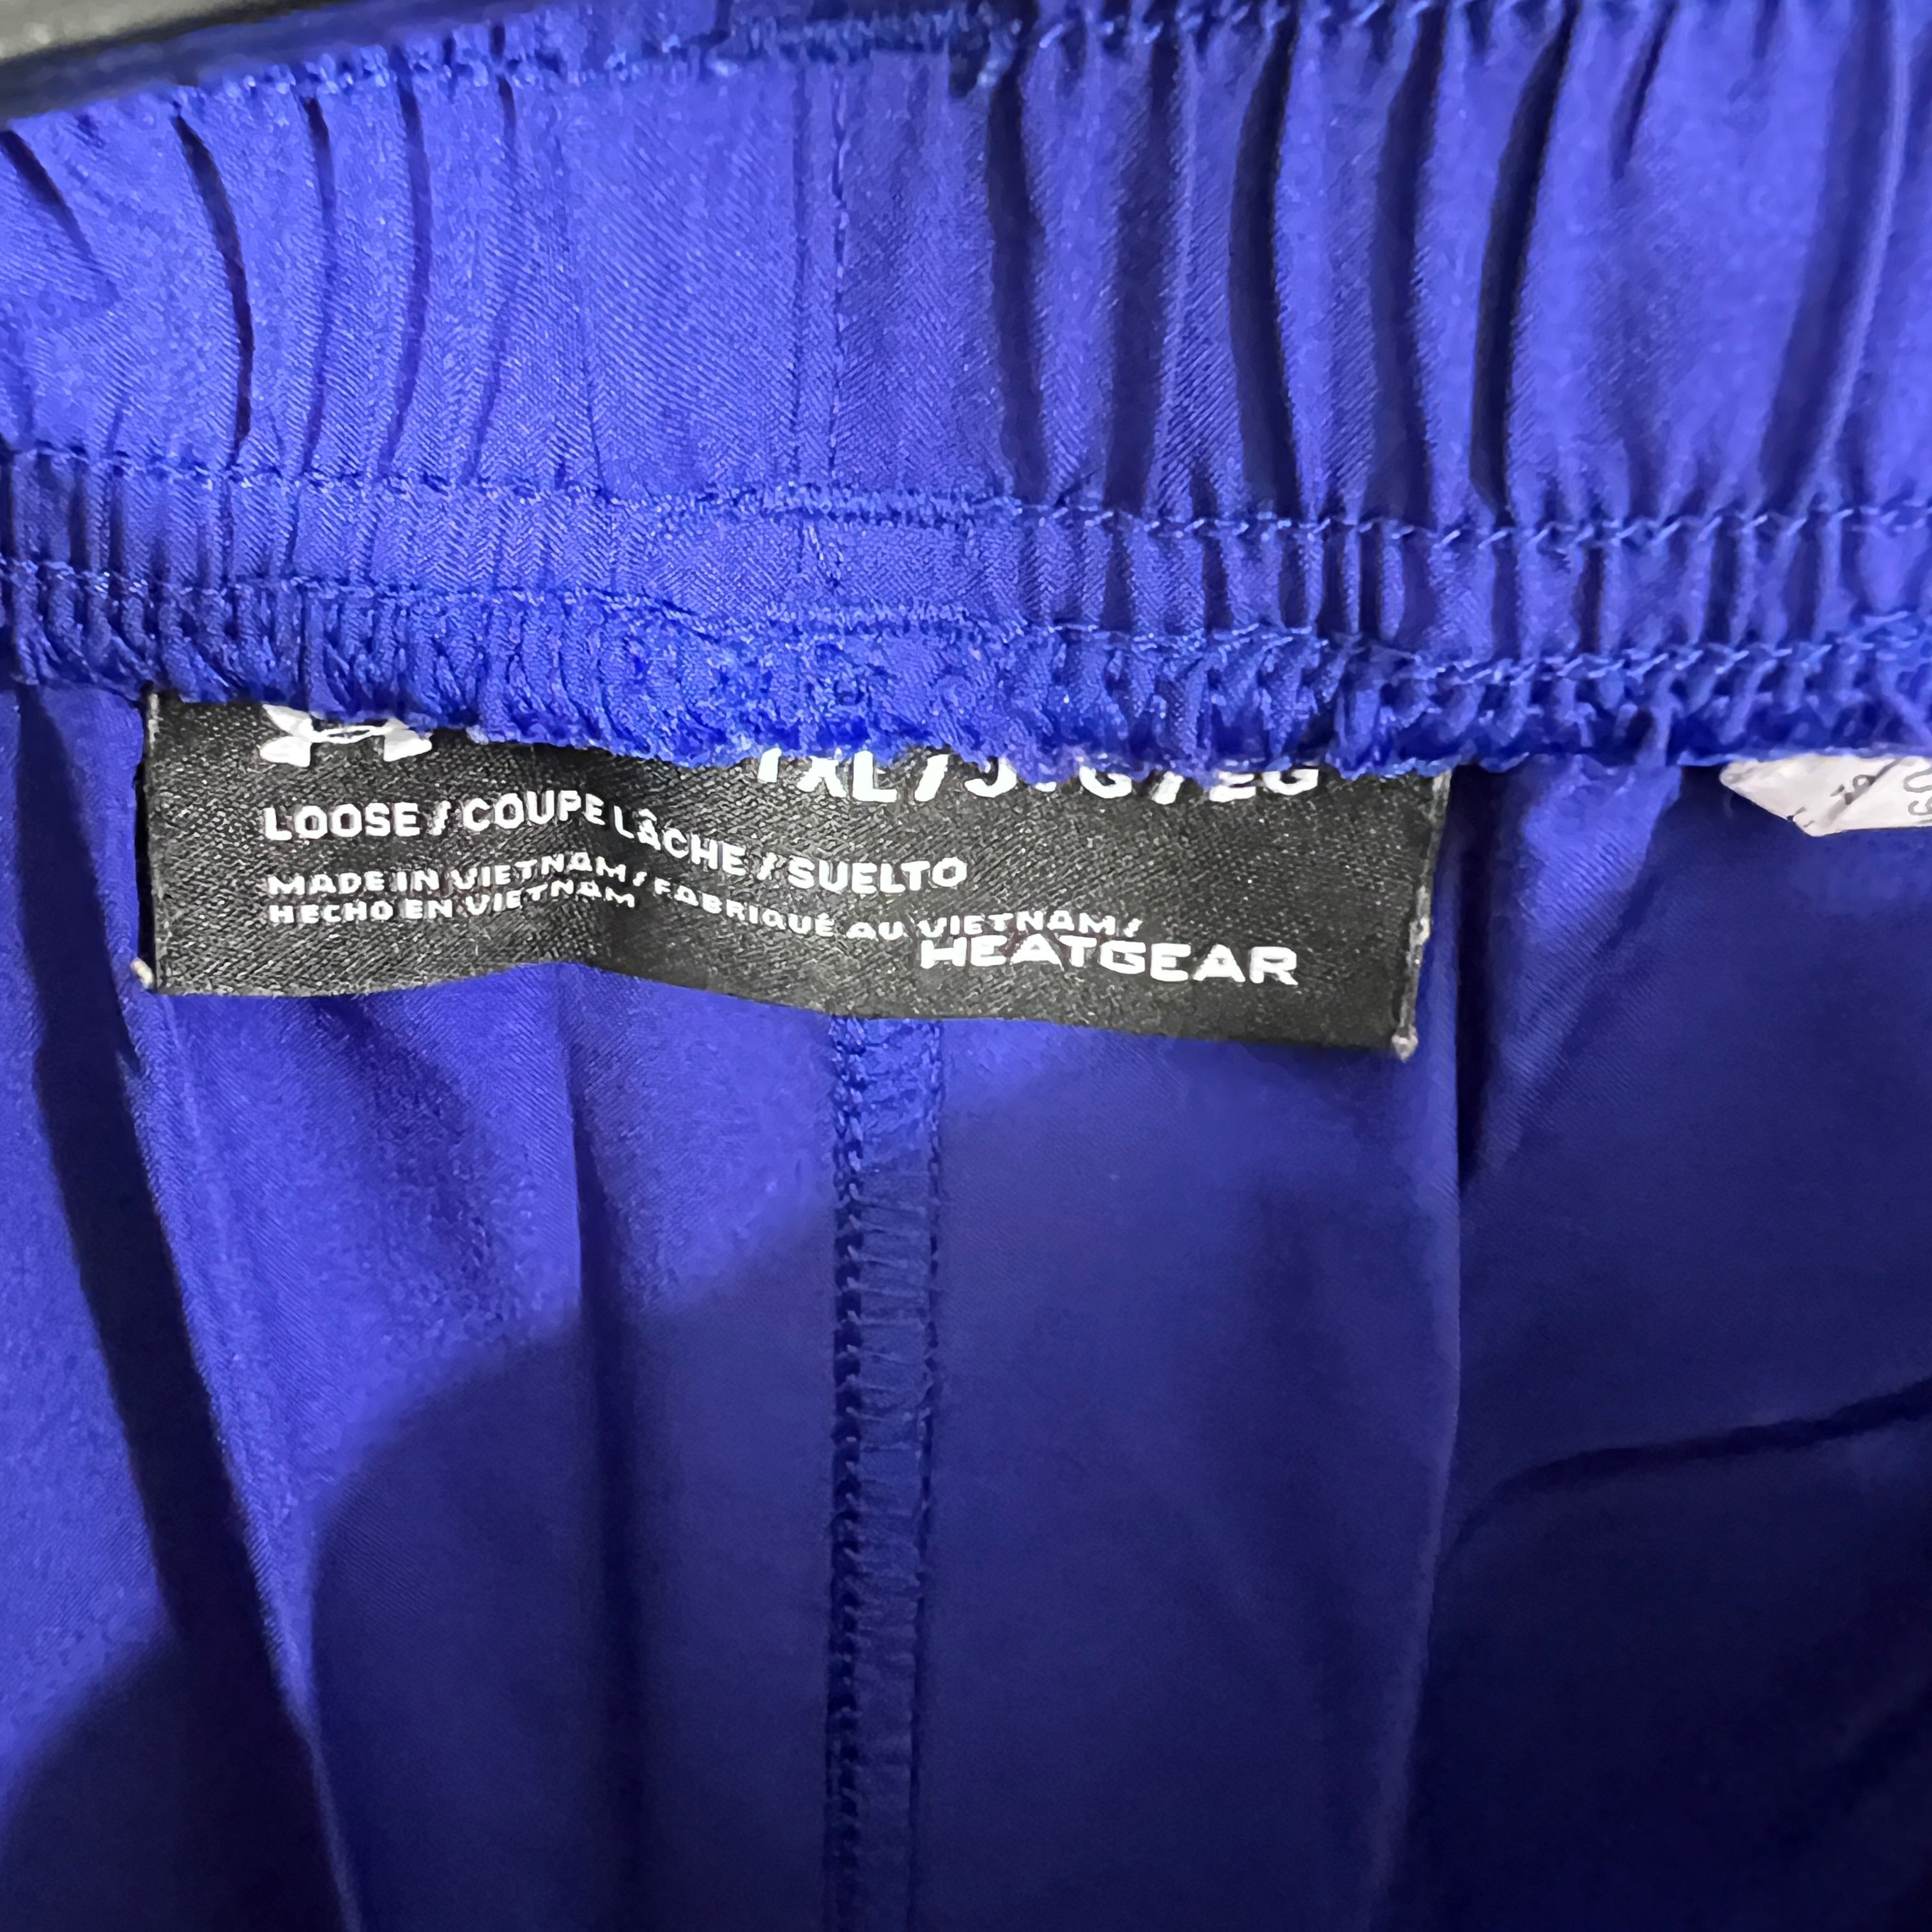 LOOSE / COUPE LÂCHE / SUELTO
MADE IN VIETNAM / FABRIQUÉ AU VIETNAM /
HECHO EN VIETNAM
HEATGEAR